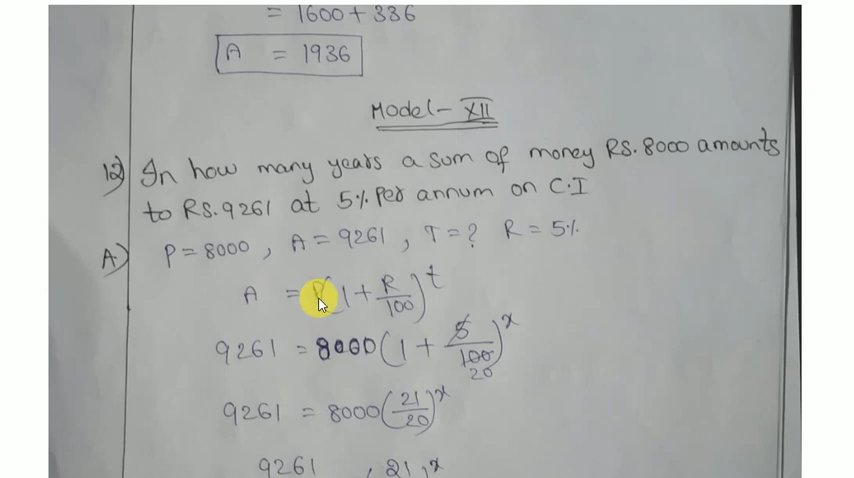 = 1600 + 336
A = 1936
Model - XII
12) In how many years a sum of money Rs. 8000 amounts
to Rs. 9261 at 5% per annum on C.I
A) P = 8000 , A = 9261 , T = ? R = 5%
A = P(1 + R/100)^t
9261 = 8000(1 + 5/100)^x
20
9261 = 8000(21/20)^x
9261 , 21 , x